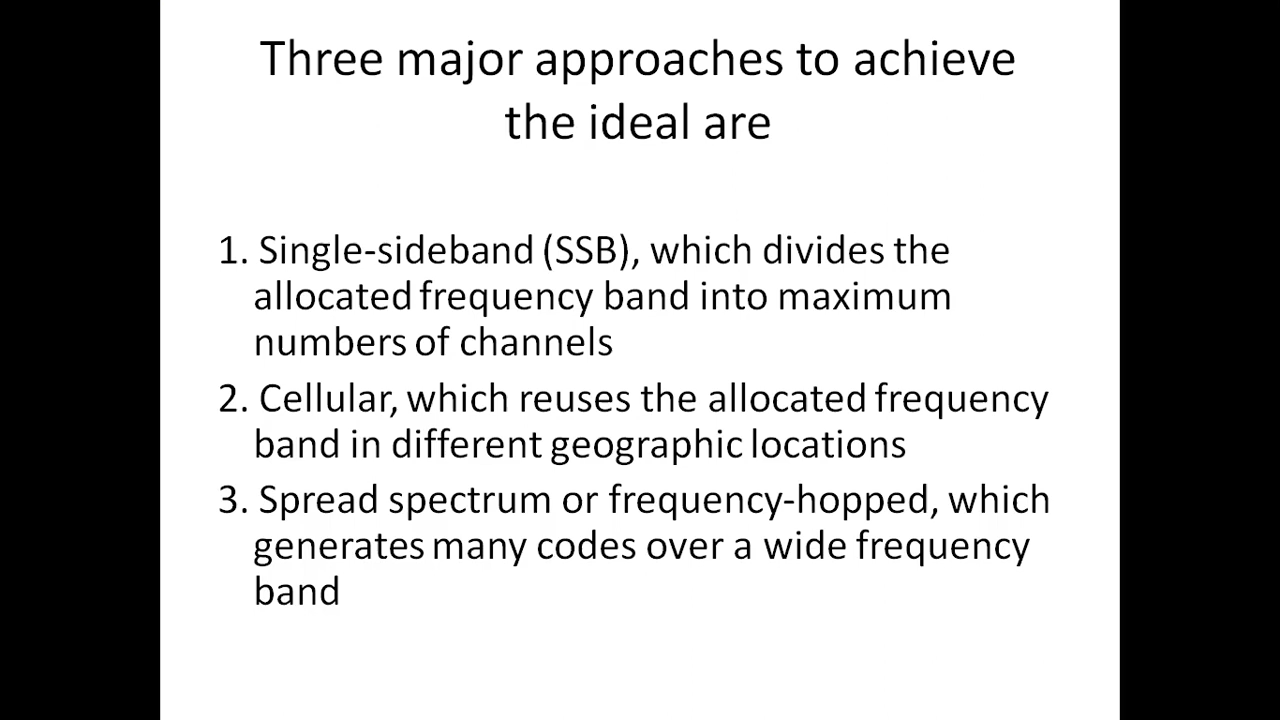 Three major approaches to achieve
the ideal are
1. Single-sideband (SSB), which divides the
allocated frequency band into maximum
numbers of channels
2. Cellular, which reuses the allocated frequency
band in different geographic locations
3. Spread spectrum or frequency-hopped, which
generates many codes over a wide frequency
band